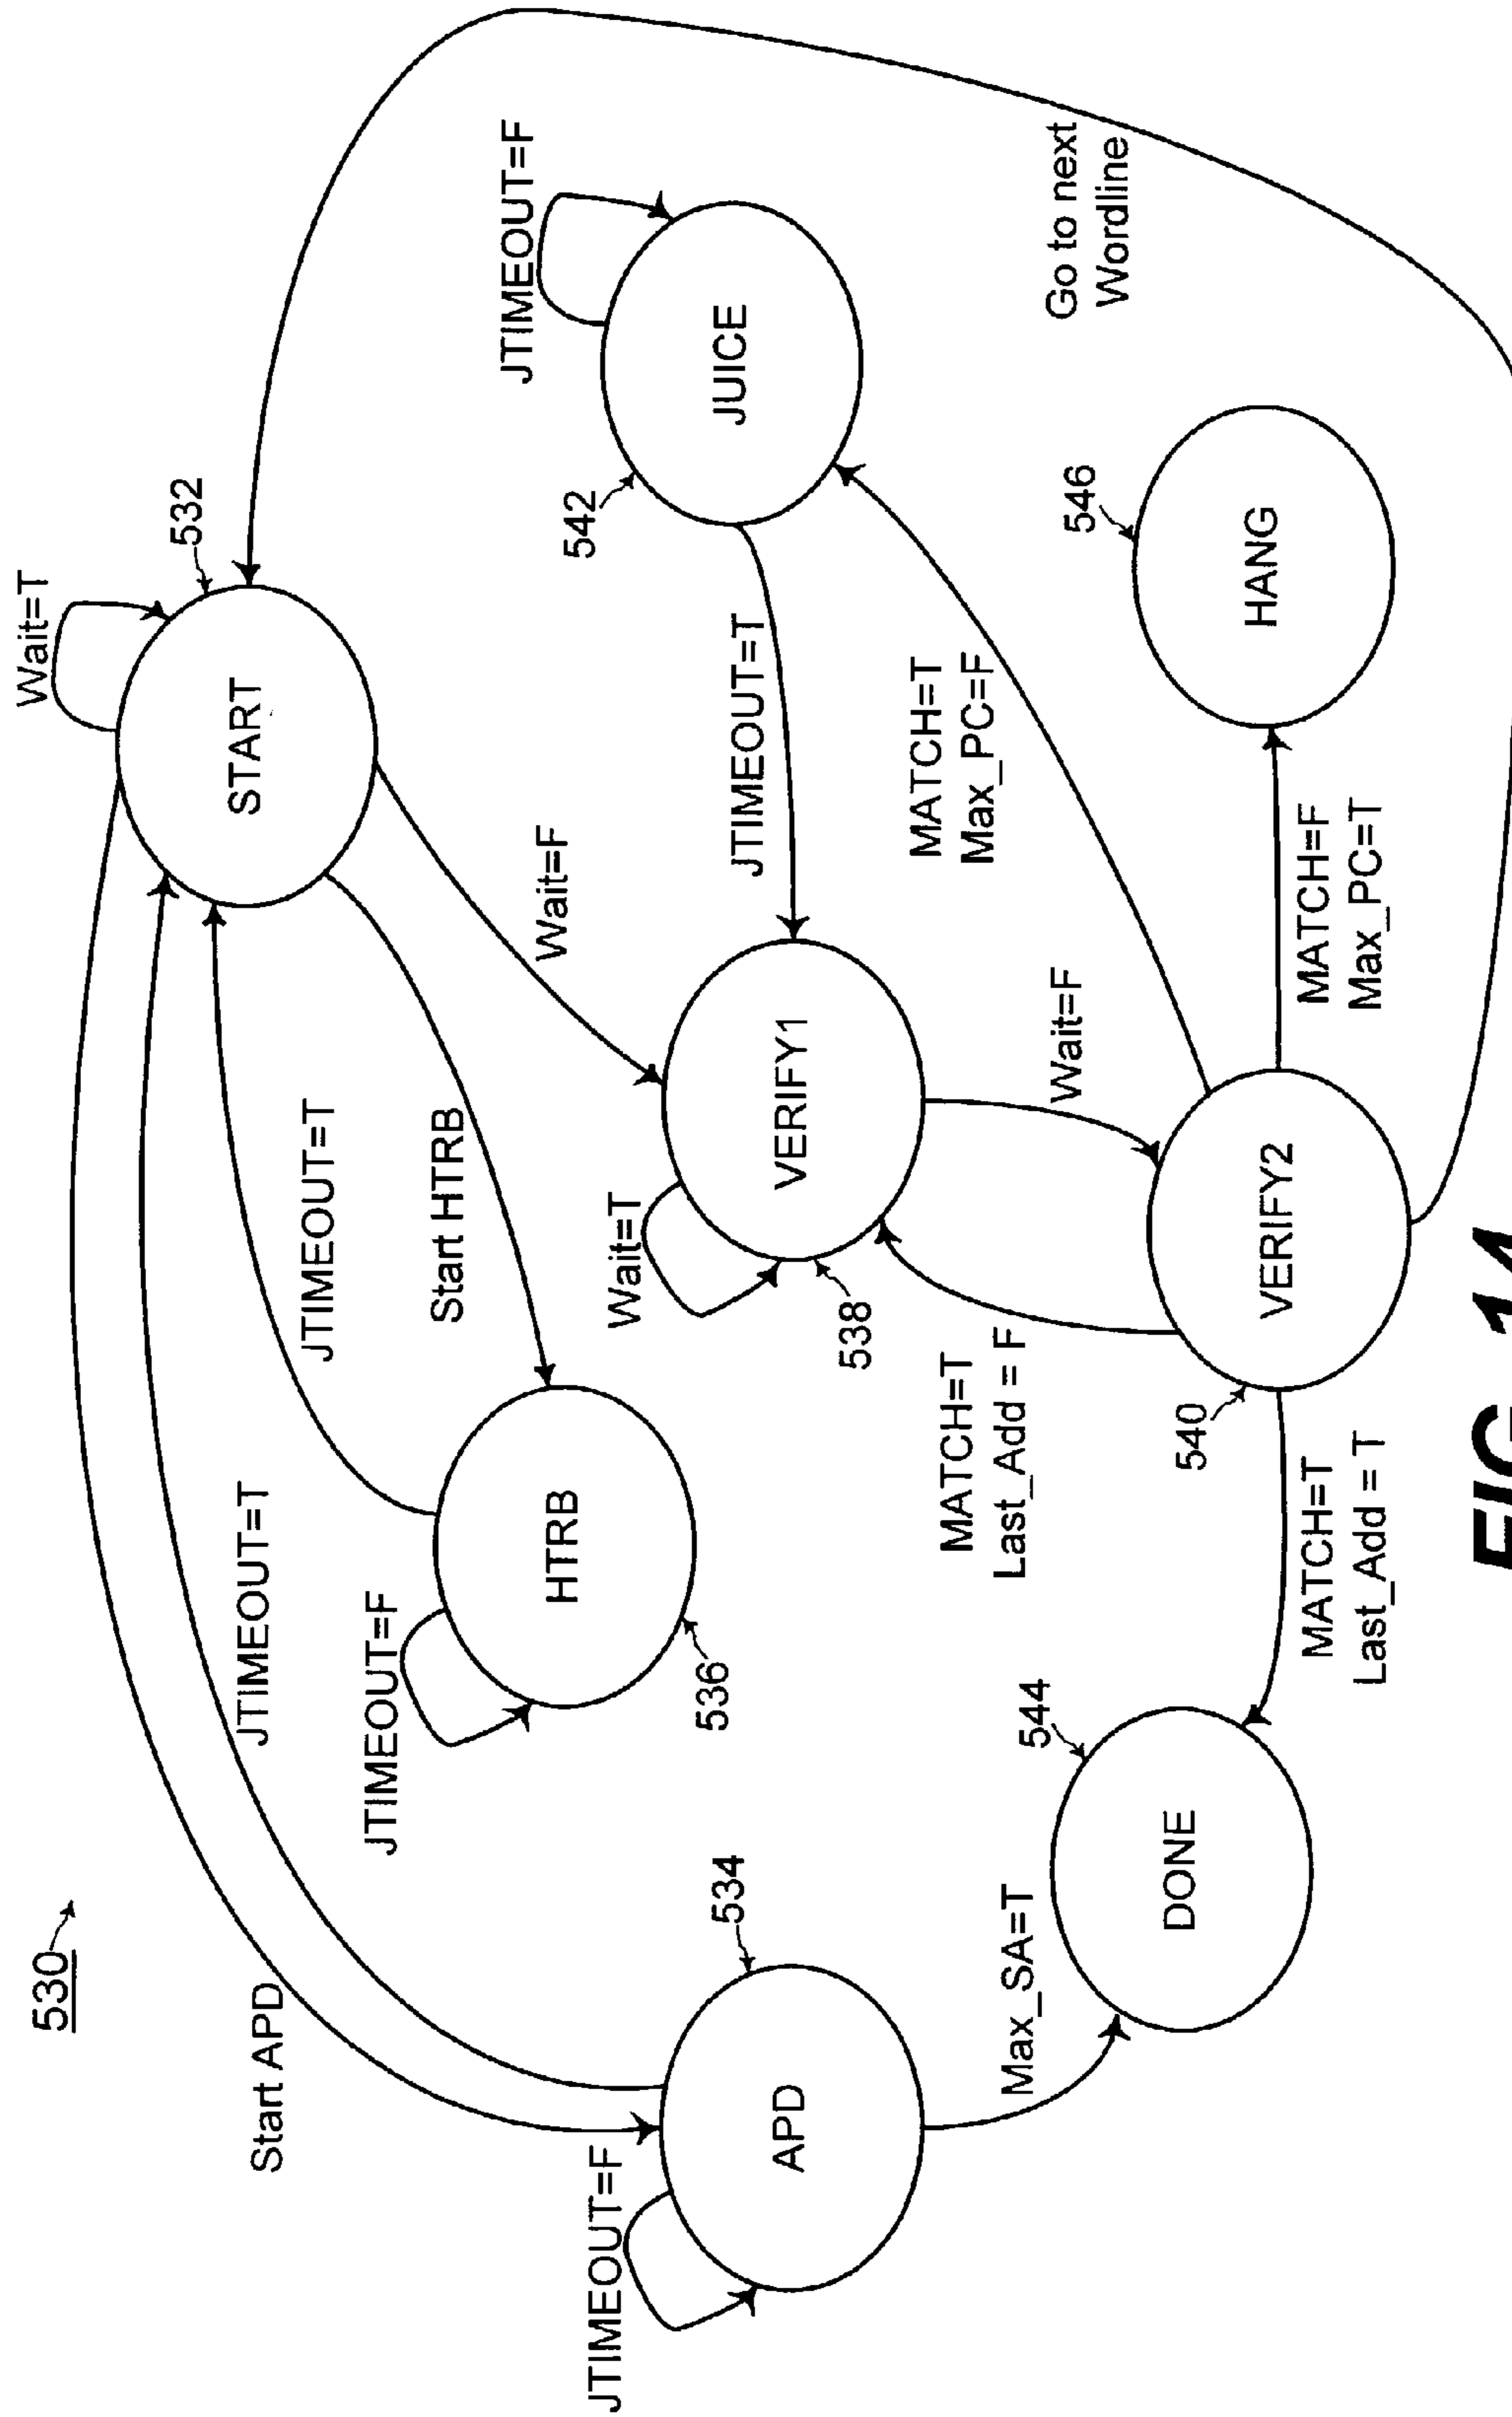 530
Wait=T
532
START
Start APD
JTIMEOUT=T
JTIMEOUT=T
Start HTRB
Wait=F
JTIMEOUT=F
HTRB
536
JTIMEOUT=F
JUICE
542
JTIMEOUT=T
Wait=T
VERIFY1
538
JTIMEOUT=F
APD
534
Max_SA=T
MATCH=T
Last_Add = F
Wait=F
MATCH=T
Max_PC=F
Go to next
Wordline
546
HANG
544
DONE
540
VERIFY2
MATCH=T
Last_Add = T
MATCH=F
Max_PC=T